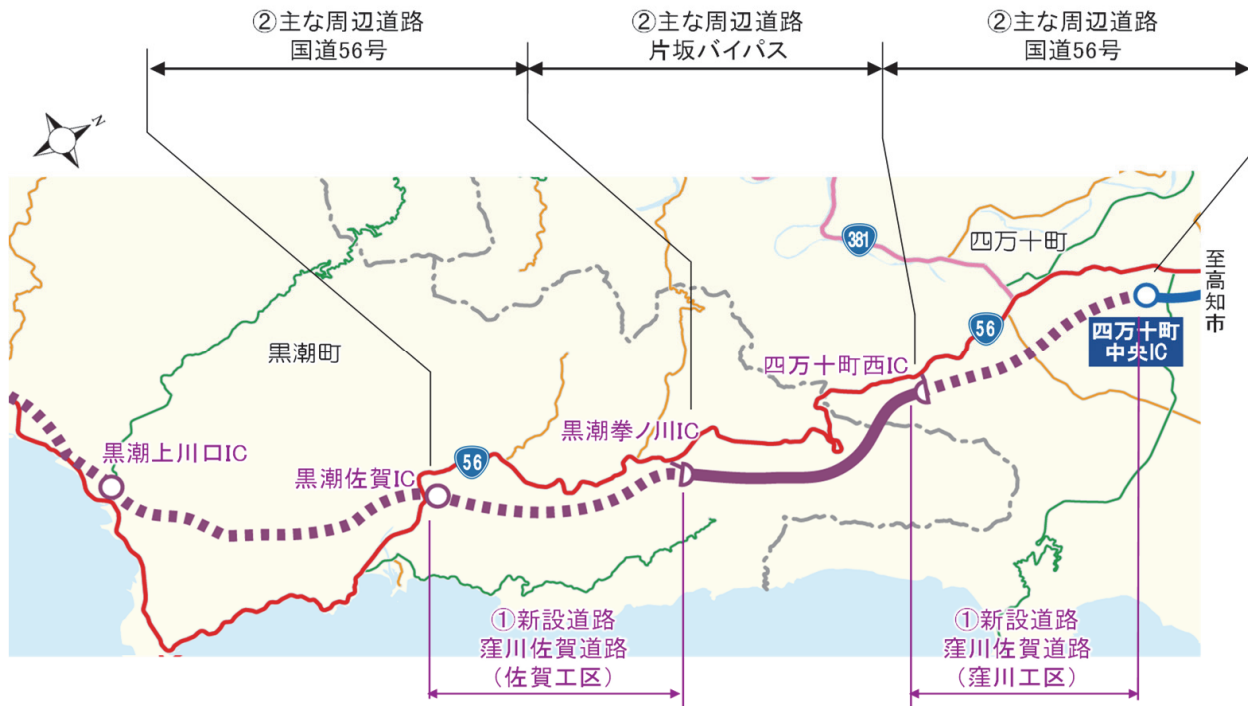 ②主な周辺道路
国道56号
②主な周辺道路
片坂バイパス
②主な周辺道路
国道56号
N
381
四万十町
至高知市
56
四万十町
中央IC
黒潮町
四万十町西IC
黒潮拳ノ川IC
黒潮上川口IC
黒潮佐賀IC
56
①新設道路
窪川佐賀道路
(佐賀工区)
①新設道路
窪川佐賀道路
(窪川工区)